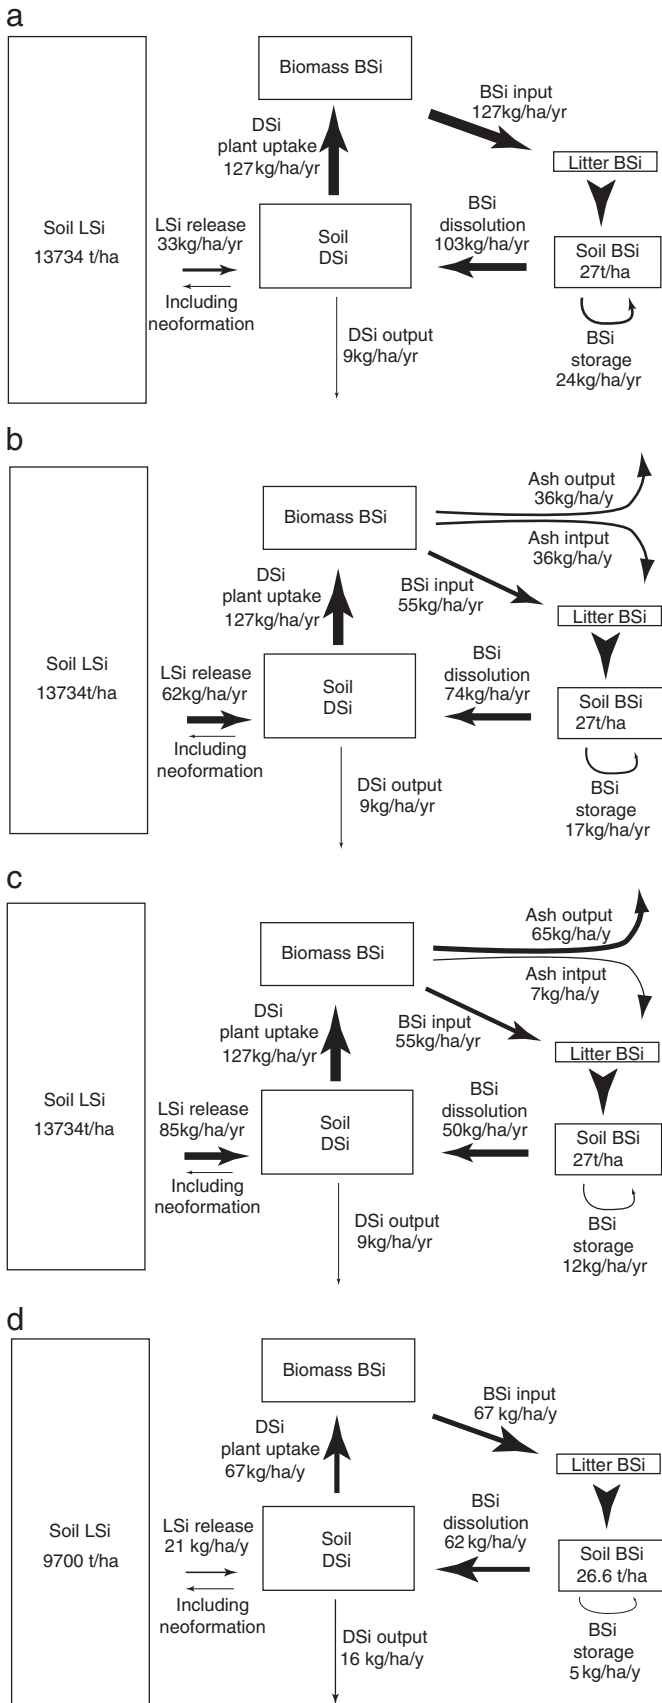 a
Biomass BSi
BSi input
127kg/ha/yr
DSi
plant uptake
127kg/ha/yr
Litter BSi
Soil LSi
13734 t/ha
LSi release
33kg/ha/yr
Including
neoformation
Soil
DSi
BSi
dissolution
103kg/ha/yr
Soil BSi
27t/ha
DSi output
9kg/ha/yr
BSi
storage
24kg/ha/yr
b
Biomass BSi
Ash output
36kg/ha/y
Ash intput
36kg/ha/y
DSi
plant uptake
127kg/ha/yr
BSi input
55kg/ha/yr
Litter BSi
Soil LSi
13734t/ha
LSi release
62kg/ha/yr
Including
neoformation
Soil
DSi
BSi
dissolution
74kg/ha/yr
Soil BSi
27t/ha
DSi output
9kg/ha/yr
BSi
storage
17kg/ha/yr
c
Biomass BSi
Ash output
65kg/ha/y
Ash intput
7kg/ha/y
DSi
plant uptake
127kg/ha/yr
BSi input
55kg/ha/yr
Litter BSi
Soil LSi
13734t/ha
LSi release
85kg/ha/yr
Including
neoformation
Soil
DSi
BSi
dissolution
50kg/ha/yr
Soil BSi
27t/ha
DSi output
9kg/ha/yr
BSi
storage
12kg/ha/yr
d
Biomass BSi
BSi input
67 kg/ha/y
DSi
plant uptake
67kg/ha/y
Litter BSi
Soil LSi
9700 t/ha
LSi release
21 kg/ha/y
Including
neoformation
Soil
DSi
BSi
dissolution
62 kg/ha/y
Soil BSi
26.6 t/ha
DSi output
16 kg/ha/y
BSi
storage
5 kg/ha/y